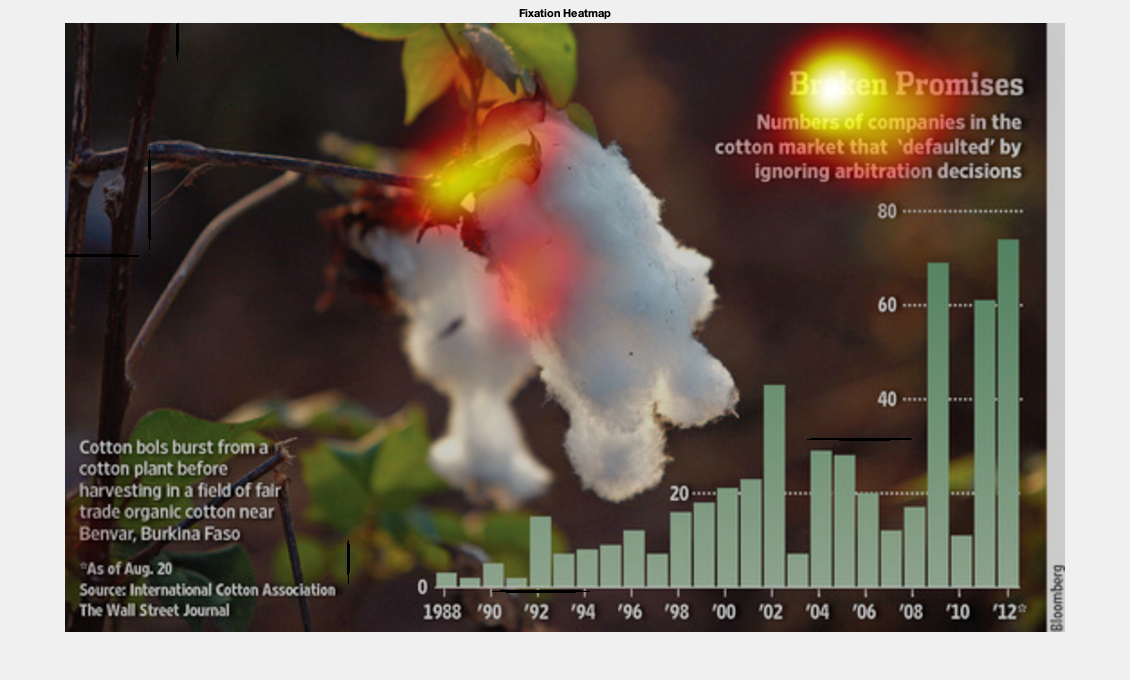 Fixation Heatmap
Broken Promises
Numbers of companies in the
cotton market that 'defaulted' by
ignoring arbitration decisions
80
60
40
20
0
1988 '90 '92 '94 '96 '98 '00 '02 '04 '06 '08 '10 '12☆
Cotton bols burst from a
cotton plant before
harvesting in a field of fair
trade organic cotton near
Benvar, Burkina Faso
☆As of Aug. 20
Source: International Cotton Association
The Wall Street Journal
Bloomberg